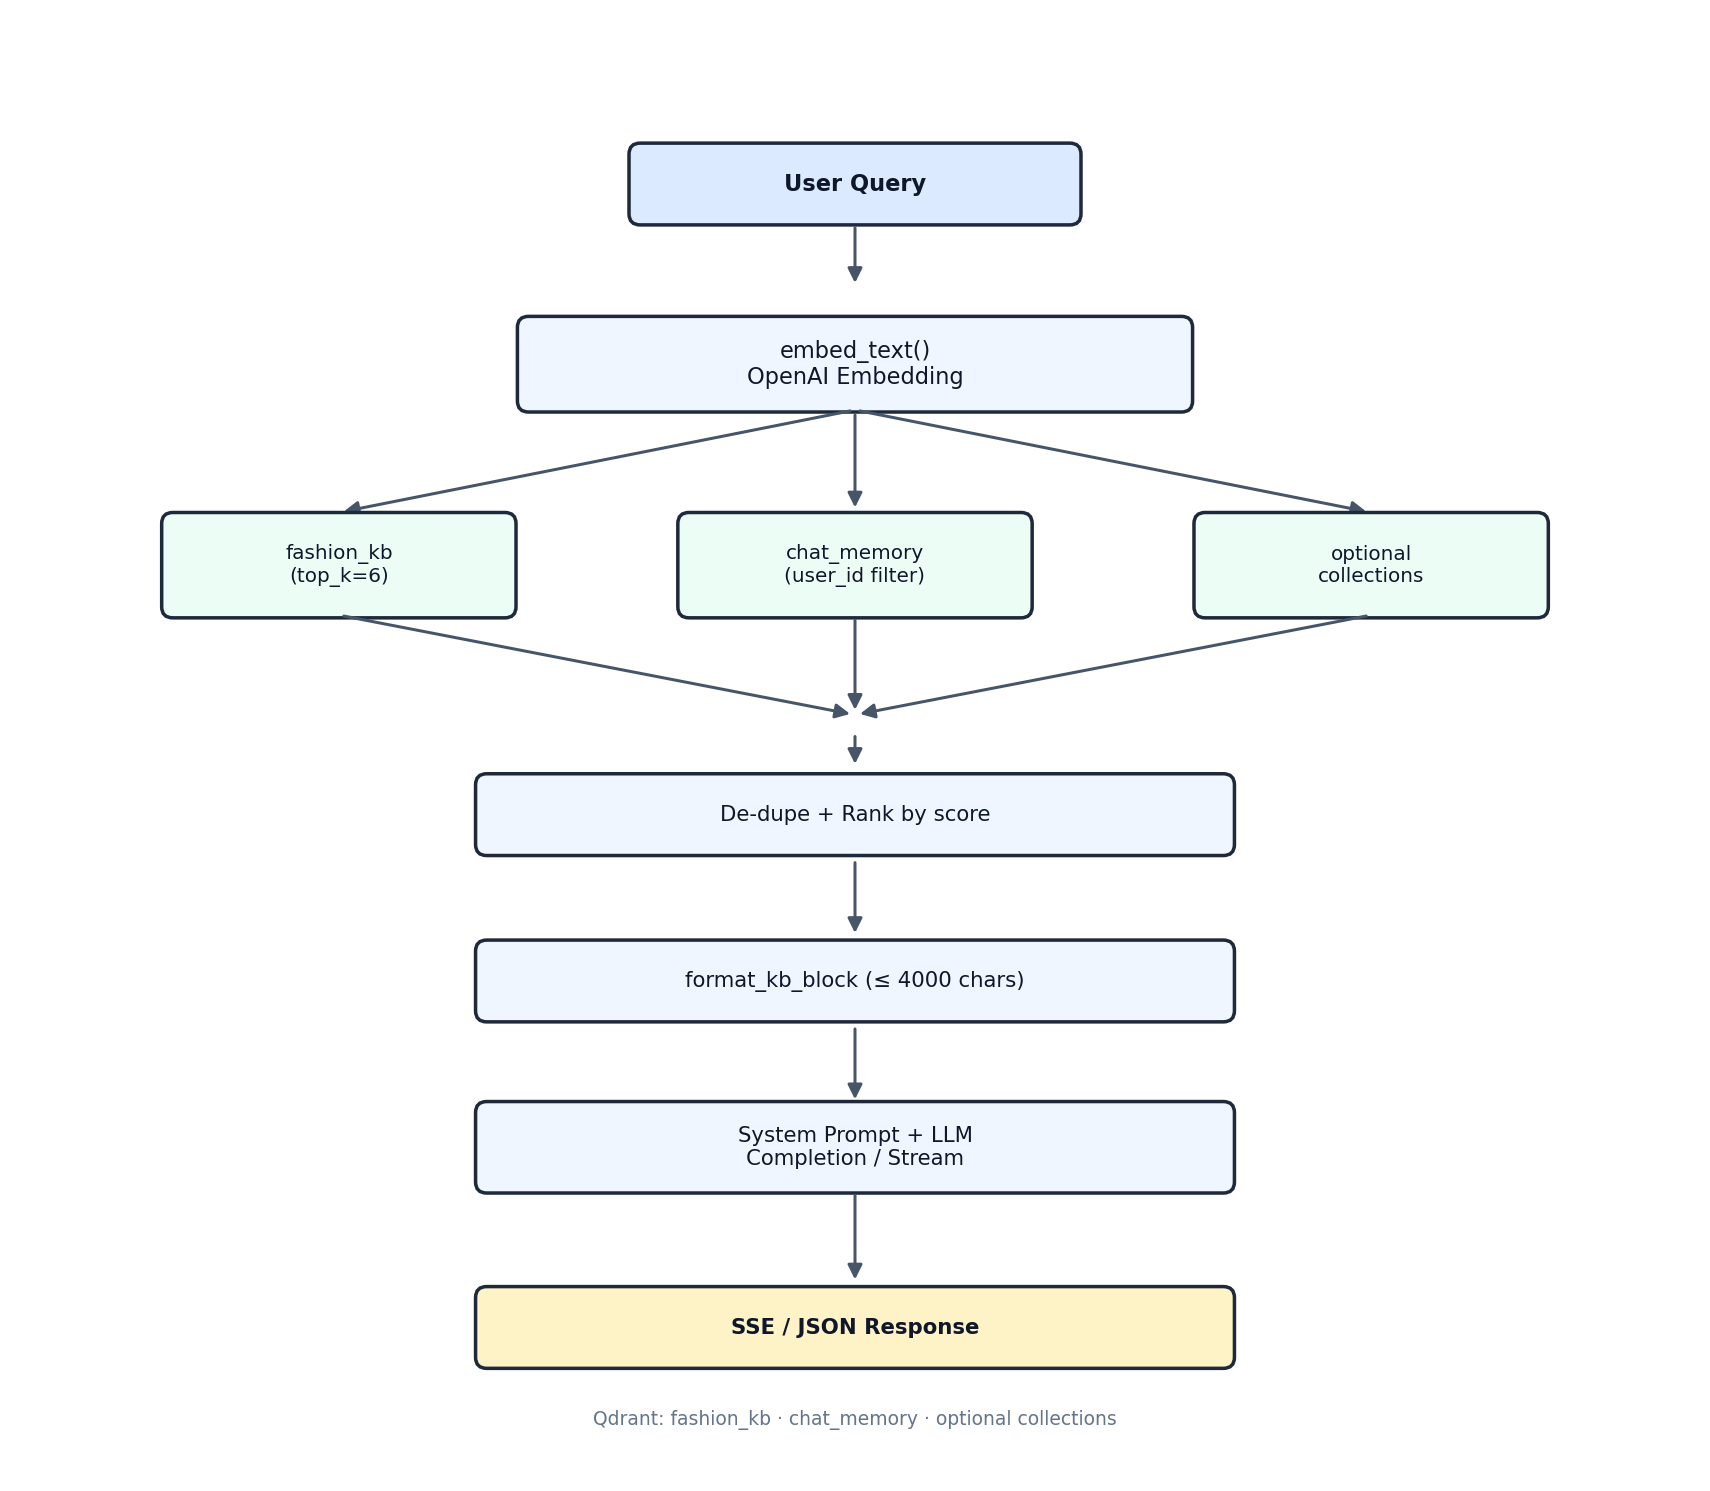 User Query
embed_text()
OpenAI Embedding
fashion_kb
(top_k=6)
chat_memory
(user_id filter)
optional
collections
De-dupe + Rank by score
format_kb_block (≤ 4000 chars)
System Prompt + LLM
Completion / Stream
SSE / JSON Response
Qdrant: fashion_kb · chat_memory · optional collections